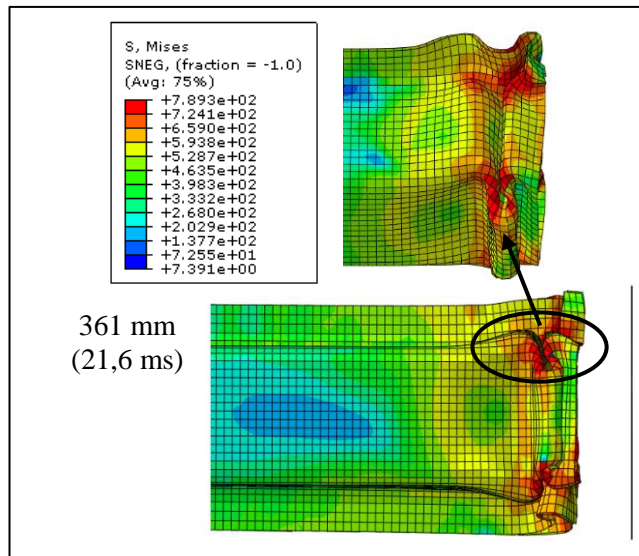 S, Mises
SNEG, (fraction = -1.0)
(Avg: 75%)
+7.893e+02
+7.241e+02
+6.590e+02
+5.938e+02
+5.287e+02
+4.635e+02
+3.983e+02
+3.332e+02
+2.680e+02
+2.029e+02
+1.377e+02
+7.255e+01
+7.391e+00
361 mm
(21,6 ms)